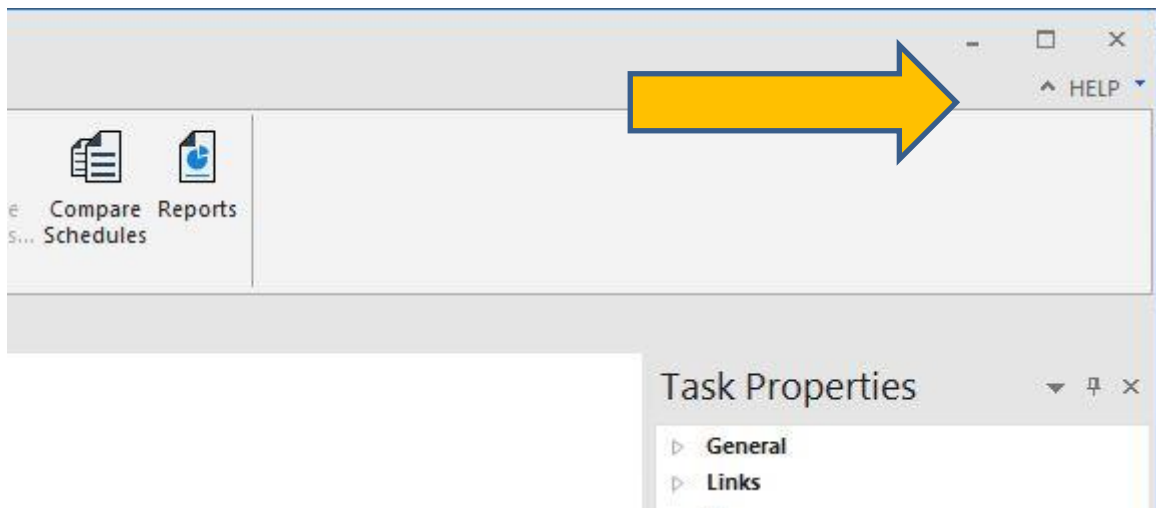 HELP
e Compare Reports
s... Schedules
Task Properties
General
Links